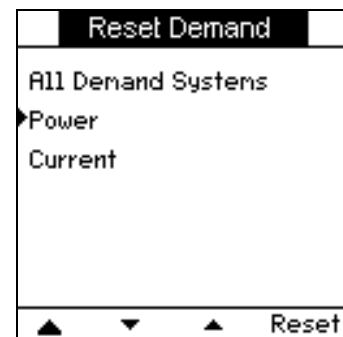 Reset Demand
All Demand Systems
Power
Current
Reset